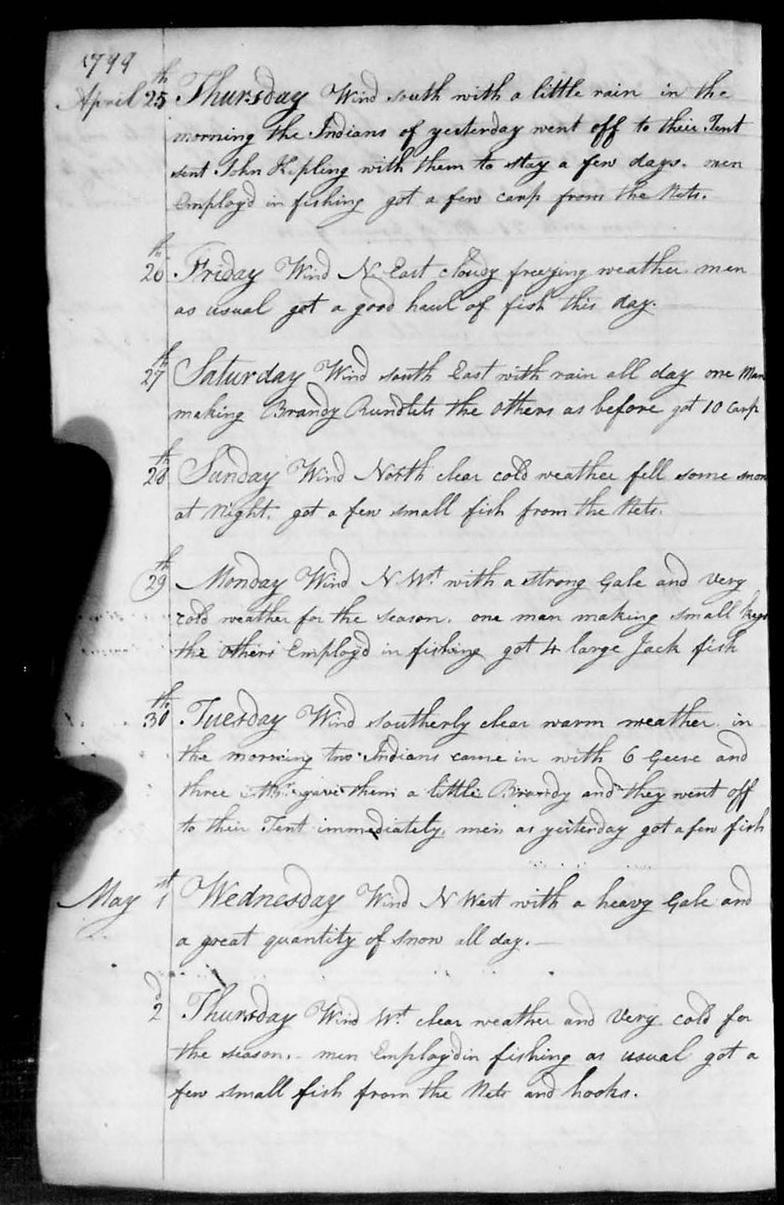 1799
April 25th Thursday Wind south with a little rain in the
morning the Indians of yesterday went off to their Tent
sent John Kipling with them to stay a few days. men
Employd in fishing got a few carp from the Nets.
26th Friday Wind N. East cloudy freezing weather men
as usual got a good haul of fish this day.
27th Saturday Wind south East with rain all day one Man
making Brandy Rundlets the others as before got 10 Carp
28th Sunday Wind North clear cold weather fell some snow
at Night. got a few small fish from the Nets.
29th Monday Wind N. Wt. with a strong Gale and very
cold weather for the season. one man making small kegs
the others Employd in fishing got 4 large Jack fish
30th Tuesday Wind southerly clear warm weather in
the morning two Indians came in with 6 Geese and
three gave them a little Brandy and they went off
to their Tent immediately. men as yesterday got a few fish
May 1st Wednesday Wind N West with a heavy Gale and
a great quantity of snow all day.
2d Thursday Wind Wt. clear weather and very cold for
the season. men Employd in fishing as usual got a
few small fish from the Nets and hooks.